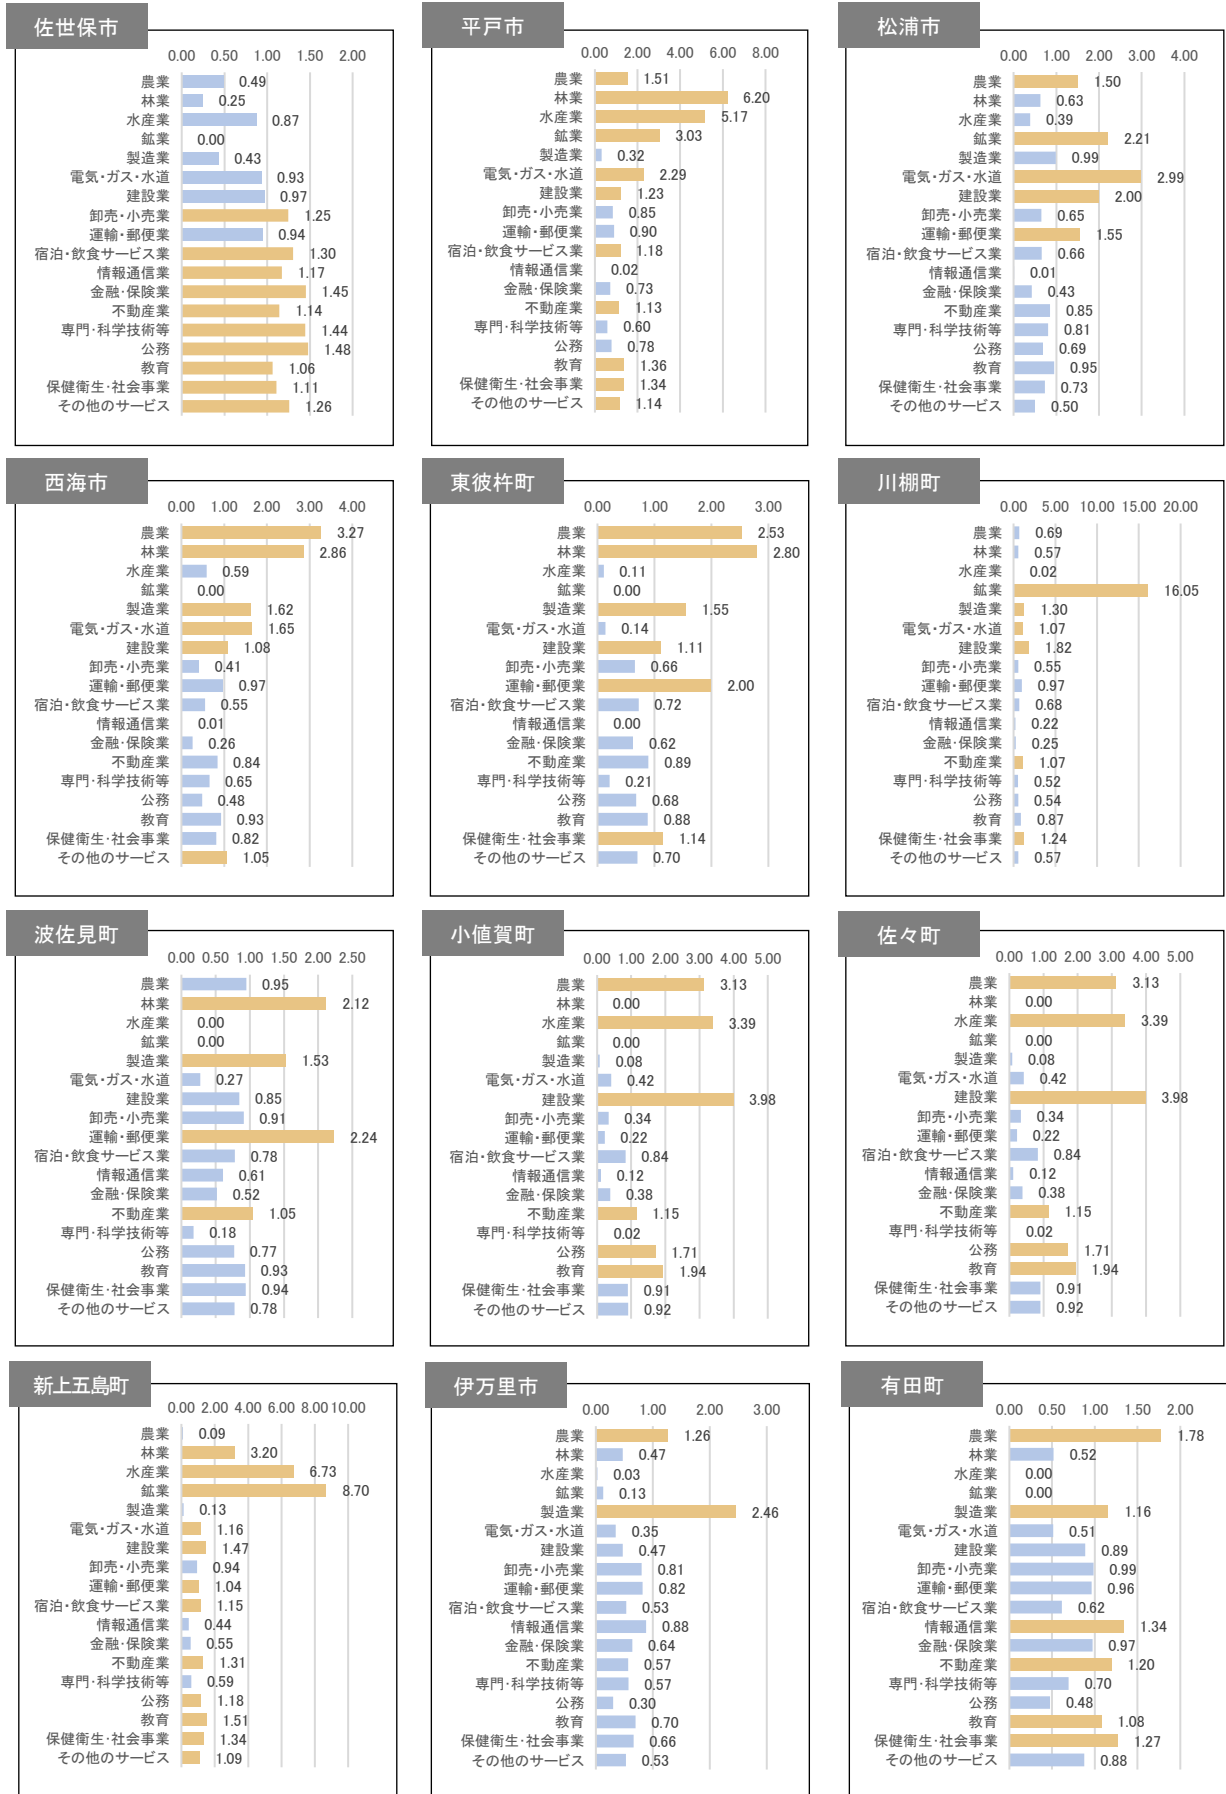 佐世保市
0.00 0.50 1.00 1.50 2.00
農業 0.49
林業 0.25
水産業 0.87
鉱業 0.00
製造業 0.43
電気・ガス・水道 0.93
建設業 0.97
卸売・小売業 1.25
運輸・郵便業 0.94
宿泊・飲食サービス業 1.30
情報通信業 1.17
金融・保険業 1.45
不動産業 1.14
専門・科学技術等 1.44
公務 1.48
教育 1.06
保健衛生・社会事業 1.11
その他のサービス 1.26
平戸市
0.00 2.00 4.00 6.00 8.00
農業 1.51
林業 6.20
水産業 5.17
鉱業 3.03
製造業 0.32
電気・ガス・水道 2.29
建設業 1.23
卸売・小売業 0.85
運輸・郵便業 0.90
宿泊・飲食サービス業 1.18
情報通信業 0.02
金融・保険業 0.73
不動産業 1.13
専門・科学技術等 0.60
公務 0.78
教育 1.36
保健衛生・社会事業 1.34
その他のサービス 1.14
松浦市
0.00 1.00 2.00 3.00 4.00
農業 1.50
林業 0.63
水産業 0.39
鉱業 2.21
製造業 0.99
電気・ガス・水道 2.99
建設業 2.00
卸売・小売業 0.65
運輸・郵便業 1.55
宿泊・飲食サービス業 0.66
情報通信業 0.01
金融・保険業 0.43
不動産業 0.85
専門・科学技術等 0.81
公務 0.69
教育 0.95
保健衛生・社会事業 0.73
その他のサービス 0.50
西海市
0.00 1.00 2.00 3.00 4.00
農業 3.27
林業 2.86
水産業 0.59
鉱業 0.00
製造業 1.62
電気・ガス・水道 1.65
建設業 1.08
卸売・小売業 0.41
運輸・郵便業 0.97
宿泊・飲食サービス業 0.55
情報通信業 0.01
金融・保険業 0.26
不動産業 0.84
専門・科学技術等 0.65
公務 0.48
教育 0.93
保健衛生・社会事業 0.82
その他のサービス 1.05
東彼杵町
0.00 1.00 2.00 3.00
農業 2.53
林業 2.80
水産業 0.11
鉱業 0.00
製造業 1.55
電気・ガス・水道 0.14
建設業 1.11
卸売・小売業 0.66
運輸・郵便業 2.00
宿泊・飲食サービス業 0.72
情報通信業 0.00
金融・保険業 0.62
不動産業 0.89
専門・科学技術等 0.21
公務 0.68
教育 0.88
保健衛生・社会事業 1.14
その他のサービス 0.70
川棚町
0.00 5.00 10.00 15.00 20.00
農業 0.69
林業 0.57
水産業 0.02
鉱業 16.05
製造業 1.30
電気・ガス・水道 1.07
建設業 1.82
卸売・小売業 0.55
運輸・郵便業 0.97
宿泊・飲食サービス業 0.68
情報通信業 0.22
金融・保険業 0.25
不動産業 1.07
専門・科学技術等 0.52
公務 0.54
教育 0.87
保健衛生・社会事業 1.24
その他のサービス 0.57
波佐見町
0.00 0.50 1.00 1.50 2.00 2.50
農業 0.95
林業 2.12
水産業 0.00
鉱業 0.00
製造業 1.53
電気・ガス・水道 0.27
建設業 0.85
卸売・小売業 0.91
運輸・郵便業 2.24
宿泊・飲食サービス業 0.78
情報通信業 0.61
金融・保険業 0.52
不動産業 1.05
専門・科学技術等 0.18
公務 0.77
教育 0.93
保健衛生・社会事業 0.94
その他のサービス 0.78
小値賀町
0.00 1.00 2.00 3.00 4.00 5.00
農業 3.13
林業 0.00
水産業 3.39
鉱業 0.00
製造業 0.08
電気・ガス・水道 0.42
建設業 3.98
卸売・小売業 0.34
運輸・郵便業 0.22
宿泊・飲食サービス業 0.84
情報通信業 0.12
金融・保険業 0.38
不動産業 1.15
専門・科学技術等 0.02
公務 1.71
教育 1.94
保健衛生・社会事業 0.91
その他のサービス 0.92
佐々町
0.00 1.00 2.00 3.00 4.00 5.00
農業 3.13
林業 0.00
水産業 3.39
鉱業 0.00
製造業 0.08
電気・ガス・水道 0.42
建設業 3.98
卸売・小売業 0.34
運輸・郵便業 0.22
宿泊・飲食サービス業 0.84
情報通信業 0.12
金融・保険業 0.38
不動産業 1.15
専門・科学技術等 0.02
公務 1.71
教育 1.94
保健衛生・社会事業 0.91
その他のサービス 0.92
新上五島町
0.00 2.00 4.00 6.00 8.00 10.00
農業 0.09
林業 3.20
水産業 6.73
鉱業 8.70
製造業 0.13
電気・ガス・水道 1.16
建設業 1.47
卸売・小売業 0.94
運輸・郵便業 1.04
宿泊・飲食サービス業 1.15
情報通信業 0.44
金融・保険業 0.55
不動産業 1.31
専門・科学技術等 0.59
公務 1.18
教育 1.51
保健衛生・社会事業 1.34
その他のサービス 1.09
伊万里市
0.00 1.00 2.00 3.00
農業 1.26
林業 0.47
水産業 0.03
鉱業 0.13
製造業 2.46
電気・ガス・水道 0.35
建設業 0.47
卸売・小売業 0.81
運輸・郵便業 0.82
宿泊・飲食サービス業 0.53
情報通信業 0.88
金融・保険業 0.64
不動産業 0.57
専門・科学技術等 0.57
公務 0.30
教育 0.70
保健衛生・社会事業 0.66
その他のサービス 0.53
有田町
0.00 0.50 1.00 1.50 2.00
農業 1.78
林業 0.52
水産業 0.00
鉱業 0.00
製造業 1.16
電気・ガス・水道 0.51
建設業 0.89
卸売・小売業 0.99
運輸・郵便業 0.96
宿泊・飲食サービス業 0.62
情報通信業 1.34
金融・保険業 0.97
不動産業 1.20
専門・科学技術等 0.70
公務 0.48
教育 1.08
保健衛生・社会事業 1.27
その他のサービス 0.88